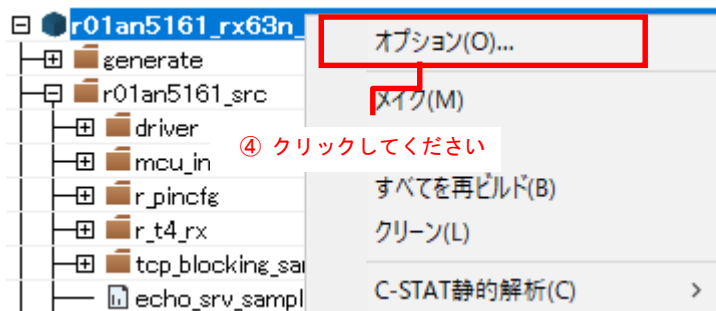 r01an5161_rx63n_
generate
r01an5161_src
driver
mcu_in
r_pincfg
r_t4_rx
tcp_blocking_sa
echo_srv_sampl
オプション(O)...
メイク(M)
④ クリックしてください
すべてを再ビルド(B)
クリーン(L)
C-STAT静的解析(C)